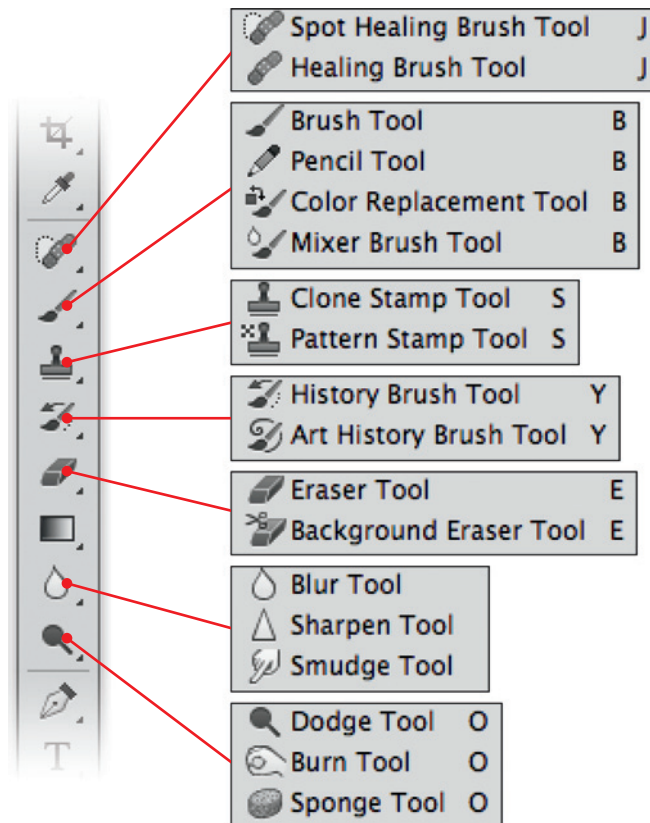 Spot Healing Brush Tool J
Healing Brush Tool J
Brush Tool B
Pencil Tool B
Color Replacement Tool B
Mixer Brush Tool B
Clone Stamp Tool S
Pattern Stamp Tool S
History Brush Tool Y
Art History Brush Tool Y
Eraser Tool E
Background Eraser Tool E
Blur Tool
Sharpen Tool
Smudge Tool
Dodge Tool O
Burn Tool O
Sponge Tool O
T